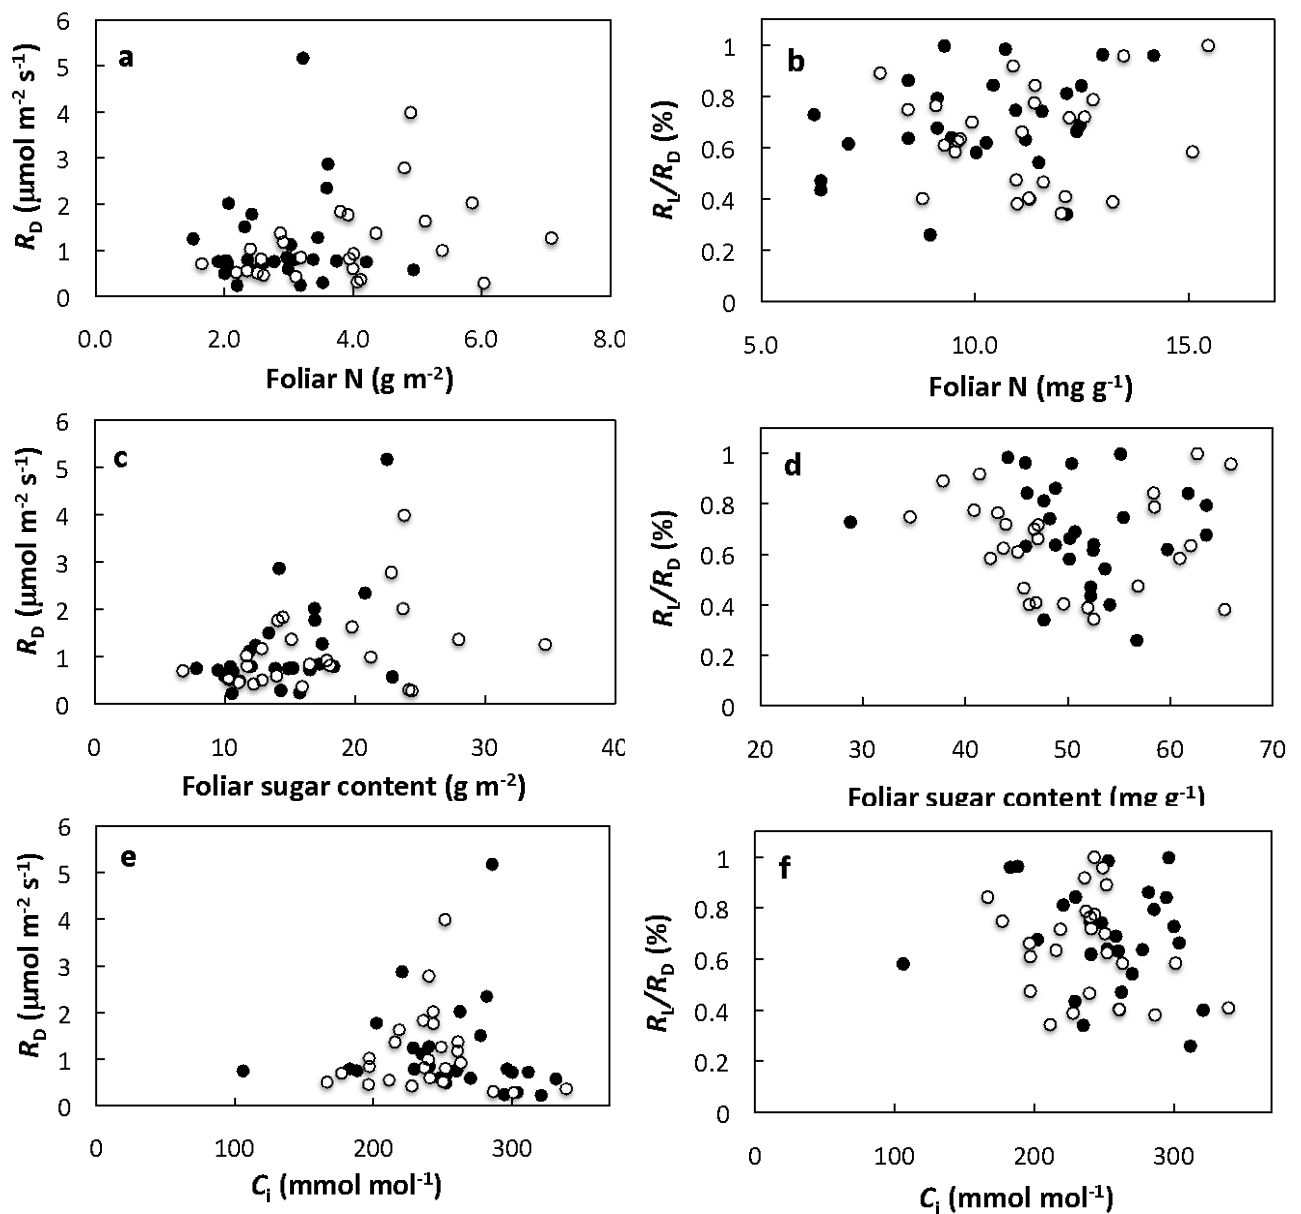 a
6
5
4
3
2
1
0
R_D (μmol m⁻² s⁻¹)
0.0 2.0 4.0 6.0 8.0
Foliar N (g m⁻²)
b
1
0.8
0.6
0.4
0.2
0
R_L/R_D (%)
5.0 10.0 15.0
Foliar N (mg g⁻¹)
c
6
5
4
3
2
1
0
R_D (μmol m⁻² s⁻¹)
0 10 20 30 40
Foliar sugar content (g m⁻²)
d
1
0.8
0.6
0.4
0.2
0
R_L/R_D (%)
20 30 40 50 60 70
Foliar sugar content (mg g⁻¹)
e
6
5
4
3
2
1
0
R_D (μmol m⁻² s⁻¹)
0 100 200 300
C_i (mmol mol⁻¹)
f
1
0.8
0.6
0.4
0.2
0
R_L/R_D (%)
0 100 200 300
C_i (mmol mol⁻¹)